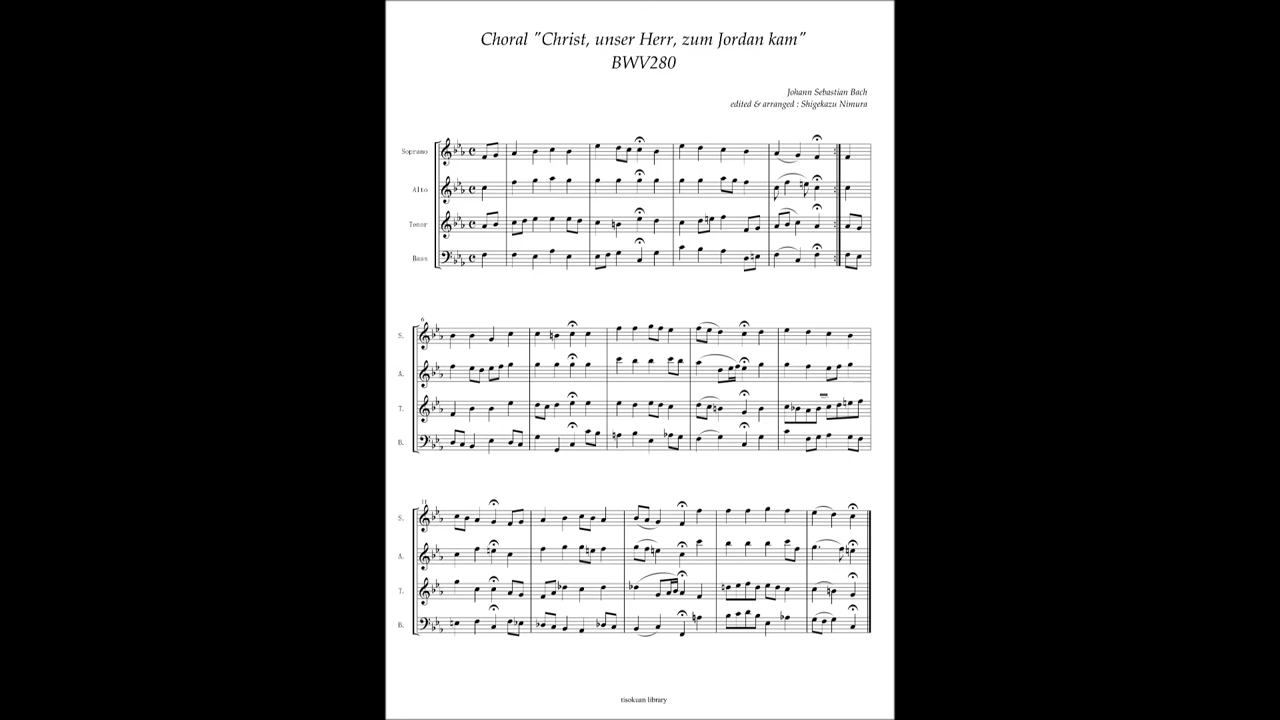 Choral "Christ, unser Herr, zum Jordan kam"
BWV280
Johann Sebastian Bach
edited & arranged : Shigekazu Nimura
Soprano
Alto
Tenor
Bass
6
S.
A.
T.
B.
11
S.
A.
T.
B.
tisokuan library